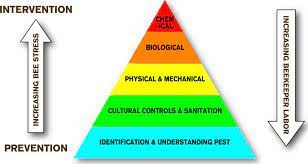 INTERVENTION
CHEM
-ICAL
BIOLOGICAL
PHYSICAL & MECHANICAL
CULTURAL CONTROLS & SANITATION
IDENTIFICATION & UNDERSTANDING PEST
PREVENTION
INCREASING BEE STRESS
INCREASING BEEKEEPER LABOR